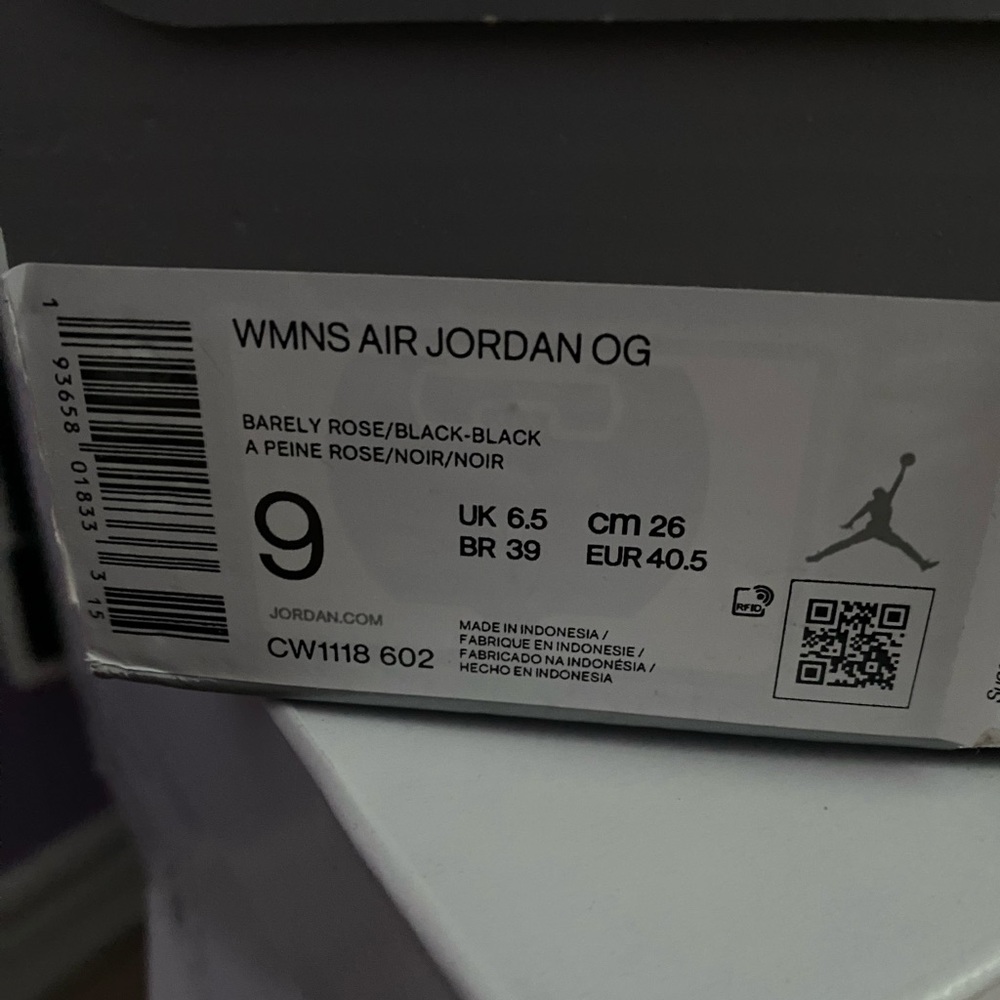 WMNS AIR JORDAN OG
BARELY ROSE/BLACK-BLACK
A PEINE ROSE/NOIR/NOIR
9
UK 6.5 cm 26
BR 39 EUR 40.5
JORDAN.COM
CW1118 602
MADE IN INDONESIA /
FABRIQUE EN INDONESIE /
FABRICADO NA INDONÉSIA /
HECHO EN INDONESIA
RFID
1 93658 01833 3 15